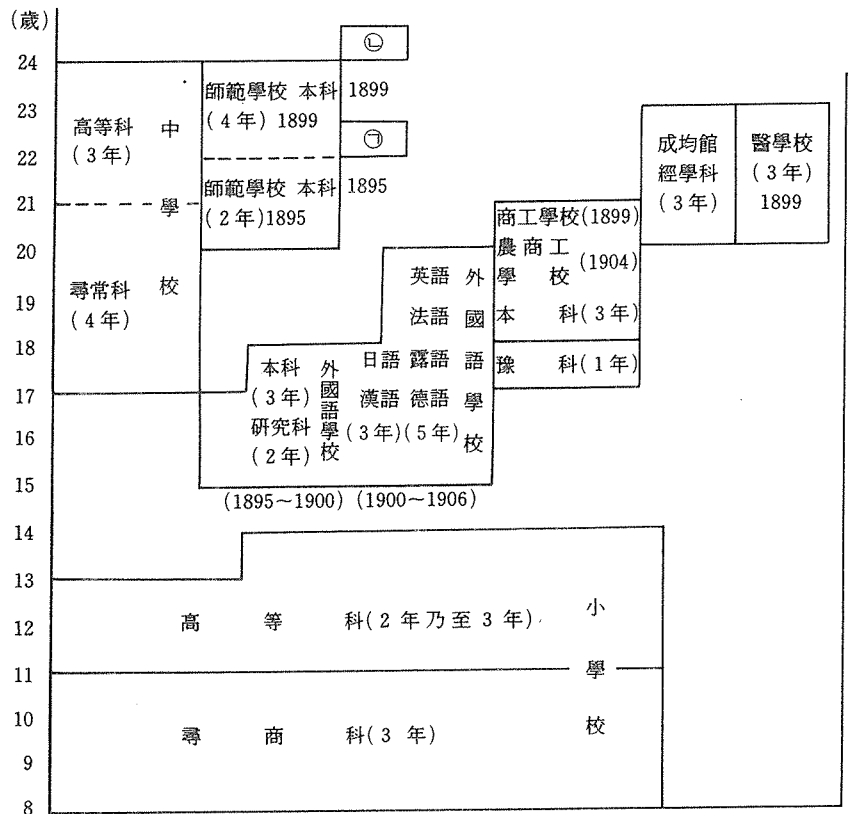 (歲)
24
23
22
21
20
19
18
17
16
15
14
13
12
11
10
9
8
高等科
(3年)
尋常科
(4年)
中學校
師範學校 本科
(4年) 1899
師範學校 本科
(2年)1895
㉡
1899
㉠
1895
本科
(3年)
研究科
(2年)
外國語學校
(1895~1900)
英語
法語
日語 露語
漢語 德語
(3年)(5年)
外國語學校
(1900~1906)
商工學校(1899)
農商工
學校 (1904)
本 科(3年)
豫 科(1年)
成均館
經學科
(3年)
醫學校
(3年)
1899
高 等 科(2年乃至3年)
尋 商 科(3 年)
小學校